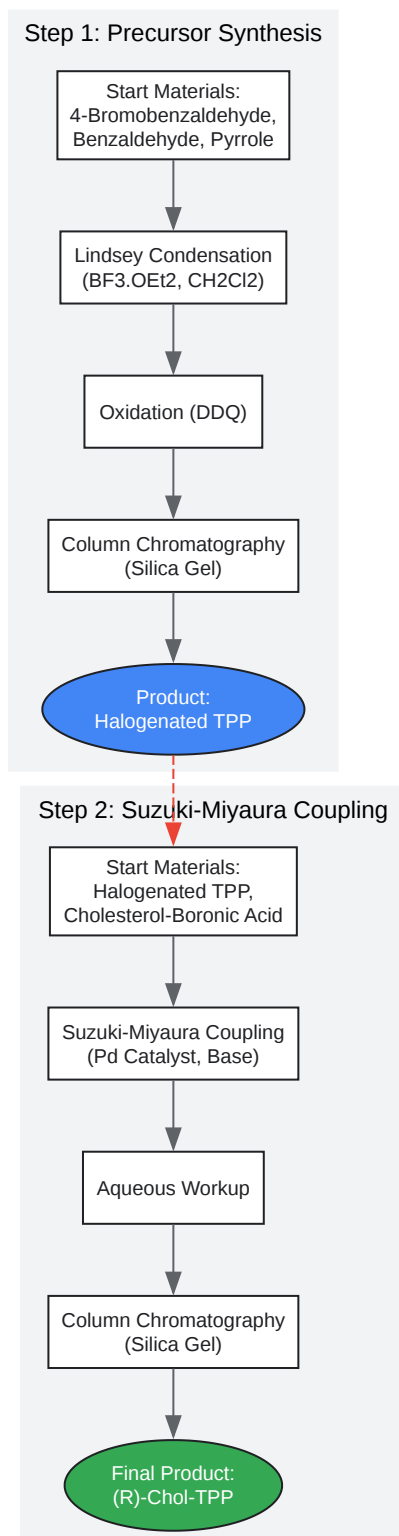 Step 1: Precursor Synthesis
Start Materials:
4-Bromobenzaldehyde,
Benzaldehyde, Pyrrole
Lindsey Condensation
(BF3.OEt2, CH2Cl2)
Oxidation (DDQ)
Column Chromatography
(Silica Gel)
Product:
Halogenated TPP
Step 2: Suzuki-Miyaura Coupling
Start Materials:
Halogenated TPP,
Cholesterol-Boronic Acid
Suzuki-Miyaura Coupling
(Pd Catalyst, Base)
Aqueous Workup
Column Chromatography
(Silica Gel)
Final Product:
(R)-Chol-TPP